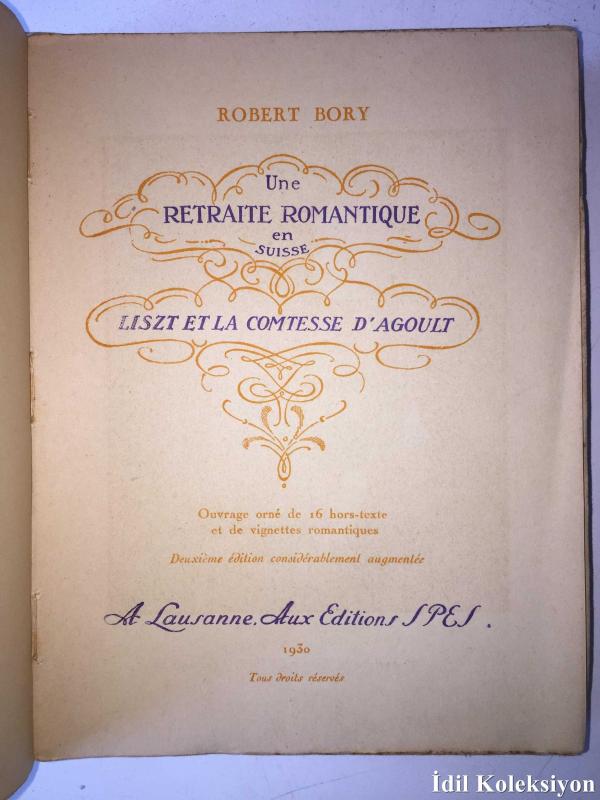 ROBERT BORY
Une
RETRAITE ROMANTIQUE
en
SUISSE
LISZT ET LA COMTESSE D'AGOULT
Ouvrage orné de 16 hors-texte
et de vignettes romantiques
Deuxième édition considérablement augmentée
A Lausanne, Aux Editions SPES.
1930
Tous droits réservés
İdil Koleksiyon